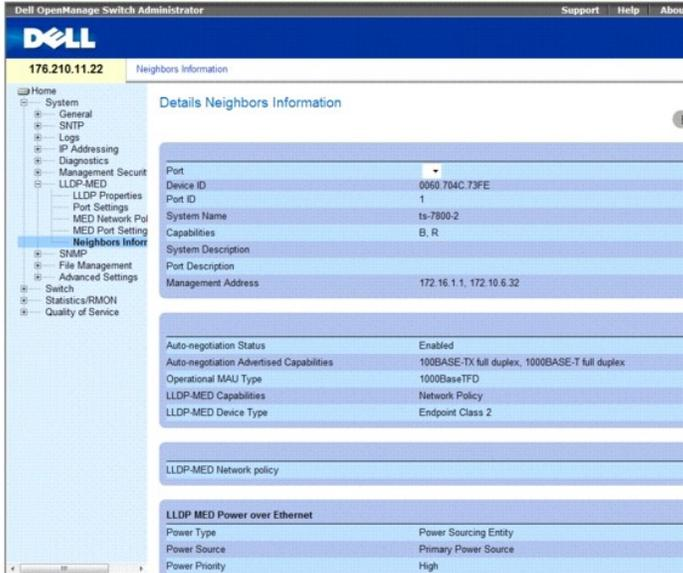 Dell OpenManage Switch Administrator
Support Help Abou
DELL
176.210.11.22
Neighbors Information
Home
System
General
SNTP
Logs
IP Addressing
Diagnostics
Management Securit
LLDP-MED
LLDP Properties
Port Settings
MED Network Pol
MED Port Setting
Neighbors Inforr
SNMP
File Management
Advanced Settings
Switch
Statistics/RMON
Quality of Service
Details Neighbors Information
Port
Device ID 0060.704C.73FE
Port ID 1
System Name ts-7800-2
Capabilities B, R
System Description
Port Description
Management Address 172.16.1.1, 172.10.6.32
Auto-negotiation Status Enabled
Auto-negotiation Advertised Capabilities 100BASE-TX full duplex, 1000BASE-T full duplex
Operational MAU Type 1000BaseTFD
LLDP-MED Capabilities Network Policy
LLDP-MED Device Type Endpoint Class 2
LLDP-MED Network policy
LLDP MED Power over Ethernet
Power Type Power Sourcing Entity
Power Source Primary Power Source
Power Priority High